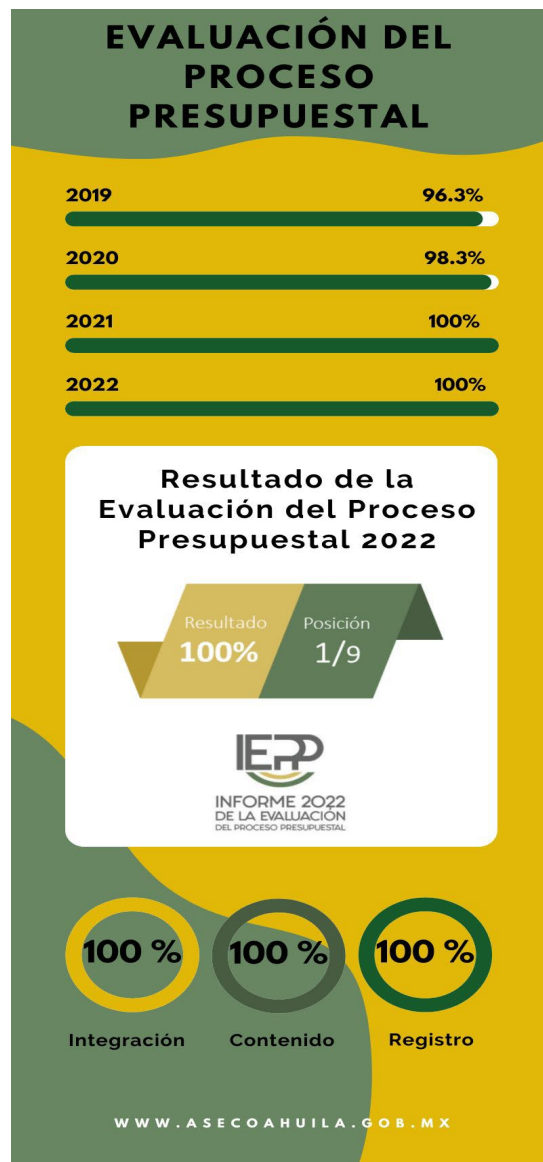 EVALUACIÓN DEL
PROCESO
PRESUPUESTAL
2019 96.3%
2020 98.3%
2021 100%
2022 100%
Resultado de la
Evaluación del Proceso
Presupuestal 2022
Resultado Posición
100% 1/9
IEPP
INFORME 2022
DE LA EVALUACIÓN
DEL PROCESO PRESUPUESTAL
100 % 100 % 100 %
Integración Contenido Registro
WWW.ASECOAHUILA.GOB.MX